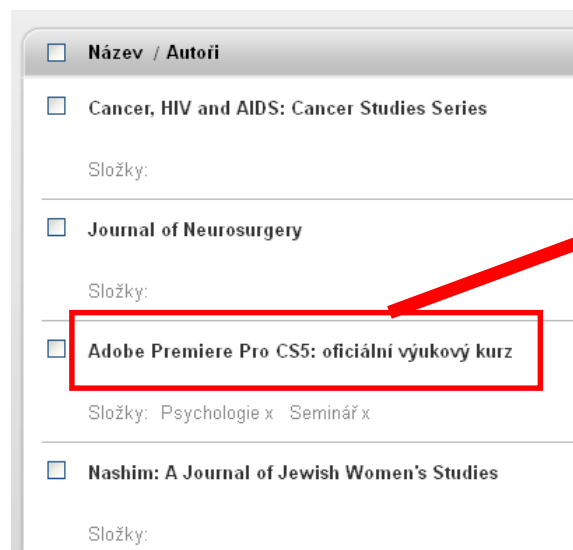 Název / Autoři
Cancer, HIV and AIDS: Cancer Studies Series
Složky:
Journal of Neurosurgery
Složky:
Adobe Premiere Pro CS5: oficiální výukový kurz
Složky: Psychologie x Seminář x
Nashim: A Journal of Jewish Women's Studies
Složky: